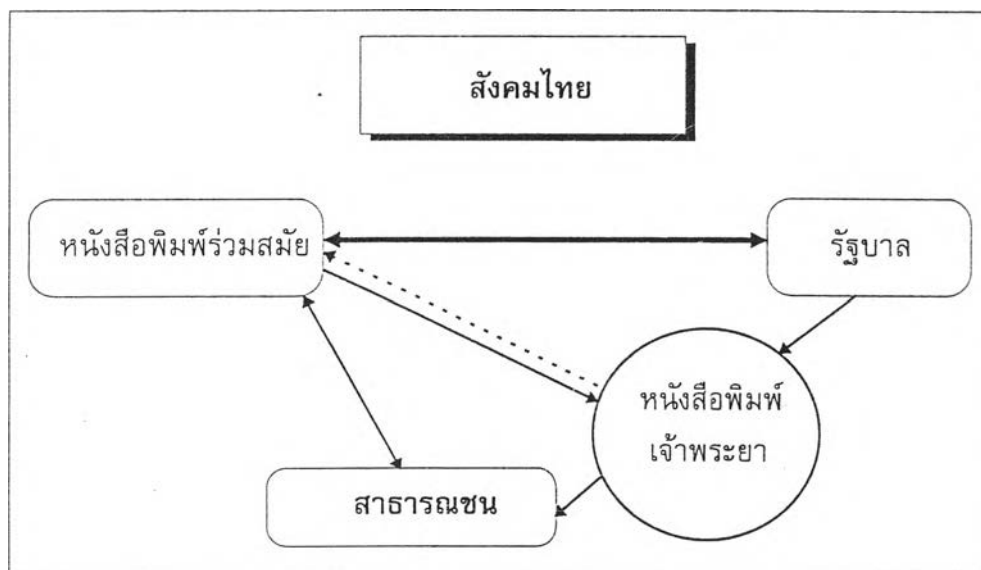 สังคมไทย
หนังสือพิมพ์ร่วมสมัย
รัฐบาล
หนังสือพิมพ์
เจ้าพระยา
สาธารณชน